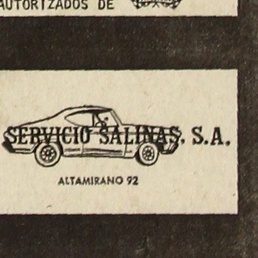 AUTORIZADOS DE
SERVICIO SALINAS, S.A.
ALTAMIRANO 92